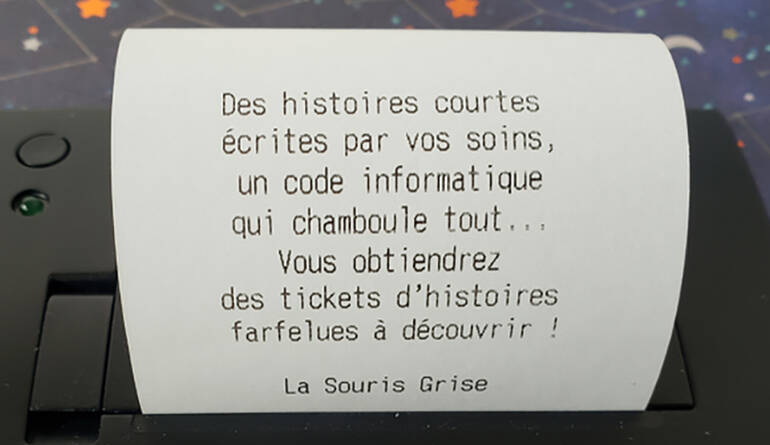 Des histoires courtes
écrites par vos soins,
un code informatique
qui chamboule tout...
Vous obtiendrez
des tickets d'histoires
farfelues à découvrir !
La Souris Grise